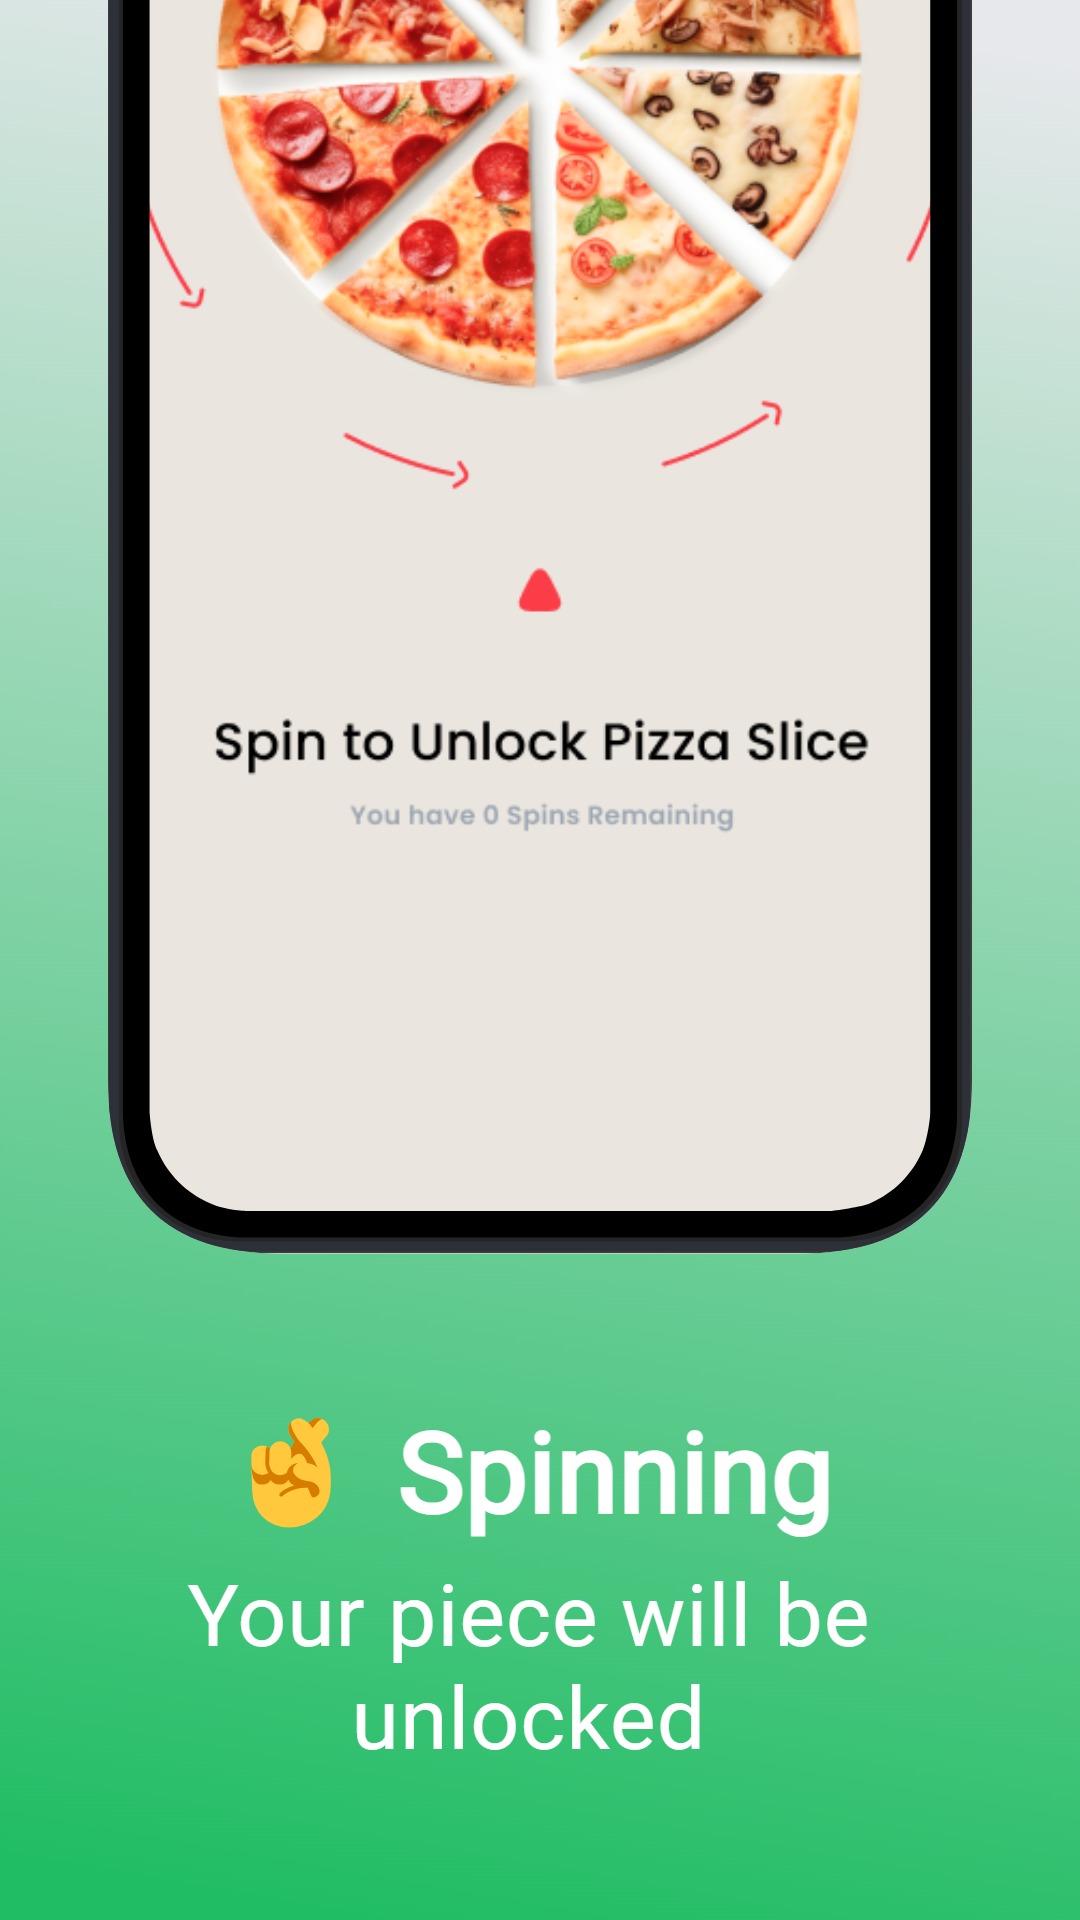 Spin to Unlock Pizza Slice
You have 0 Spins Remaining
🤞 Spinning
Your piece will be
unlocked